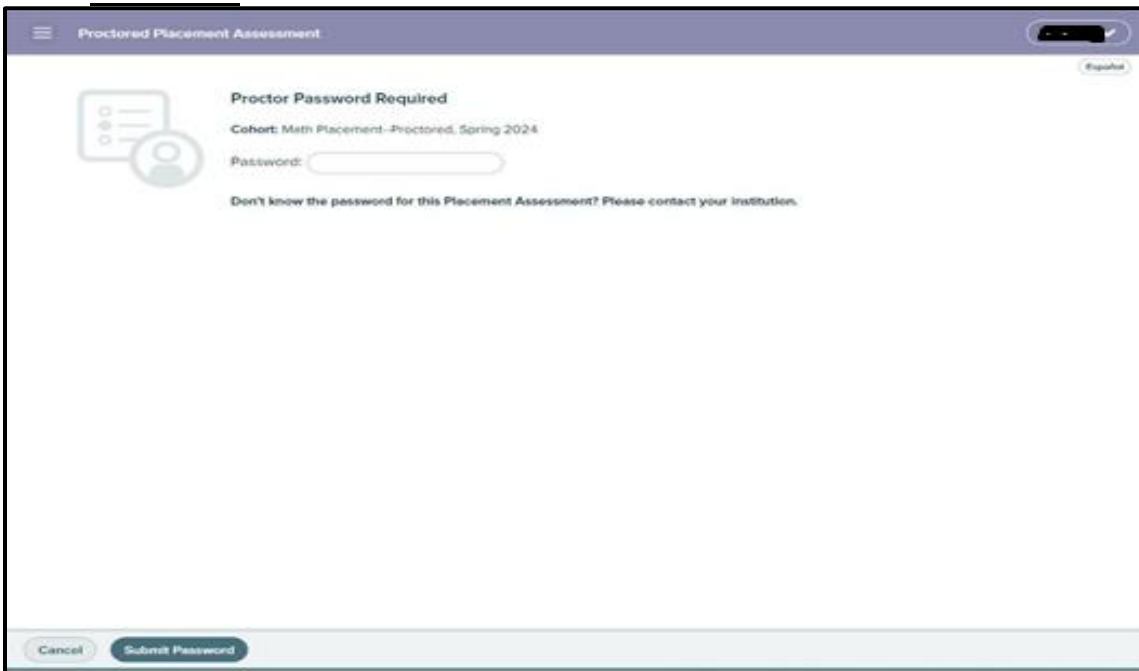 Proctored Placement Assessment
Español
Proctor Password Required
Cohort: Math Placement--Proctored, Spring 2024
Password:
Don't know the password for this Placement Assessment? Please contact your institution.
Cancel
Submit Password